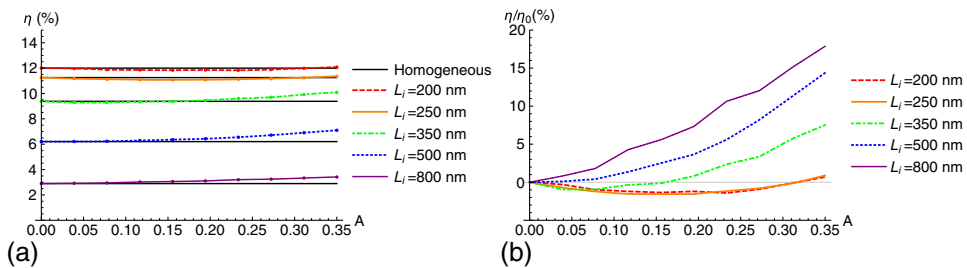 η (%)
14
12
10
8
6
4
2
0.00 0.05 0.10 0.15 0.20 0.25 0.30 0.35
A
Homogeneous
Li=200 nm
Li=250 nm
Li=350 nm
Li=500 nm
Li=800 nm
(a)
η/η0(%)
20
15
10
5
0
-5
0.00 0.05 0.10 0.15 0.20 0.25 0.30 0.35
A
Li=200 nm
Li=250 nm
Li=350 nm
Li=500 nm
Li=800 nm
(b)